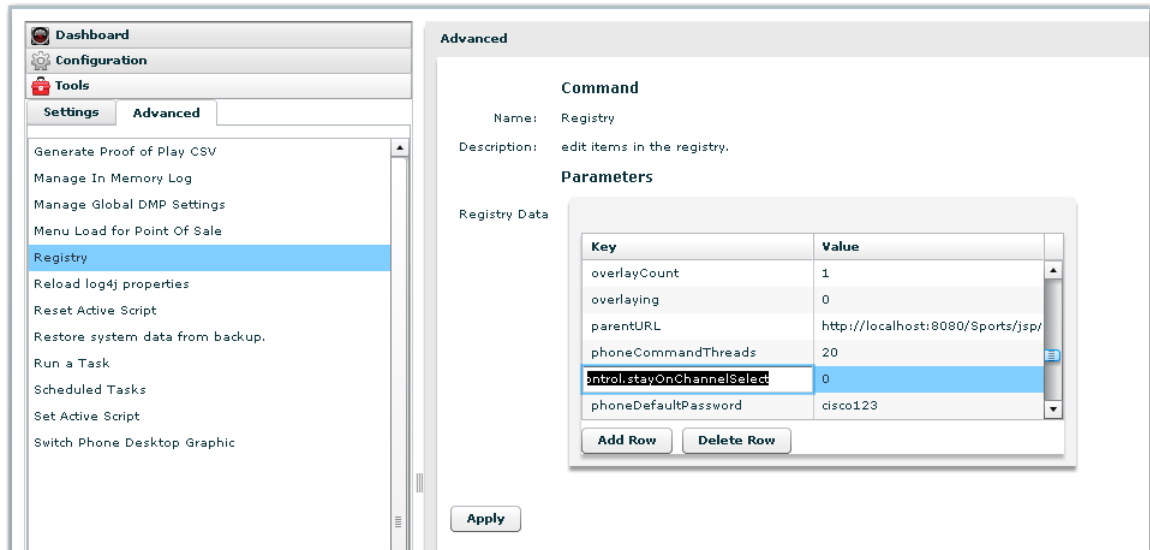 Dashboard
Configuration
Tools
Settings Advanced
Generate Proof of Play CSV
Manage In Memory Log
Manage Global DMP Settings
Menu Load for Point Of Sale
Registry
Reload log4j properties
Reset Active Script
Restore system data from backup.
Run a Task
Scheduled Tasks
Set Active Script
Switch Phone Desktop Graphic
Advanced
Command
Name: Registry
Description: edit items in the registry.
Parameters
Registry Data
Key Value
overlayCount 1
overlaying 0
parentURL http://localhost:8080/Sports/jsp/
phoneCommandThreads 20
ontrol.stayOnChannelSelect 0
phoneDefaultPassword cisco123
Add Row Delete Row
Apply